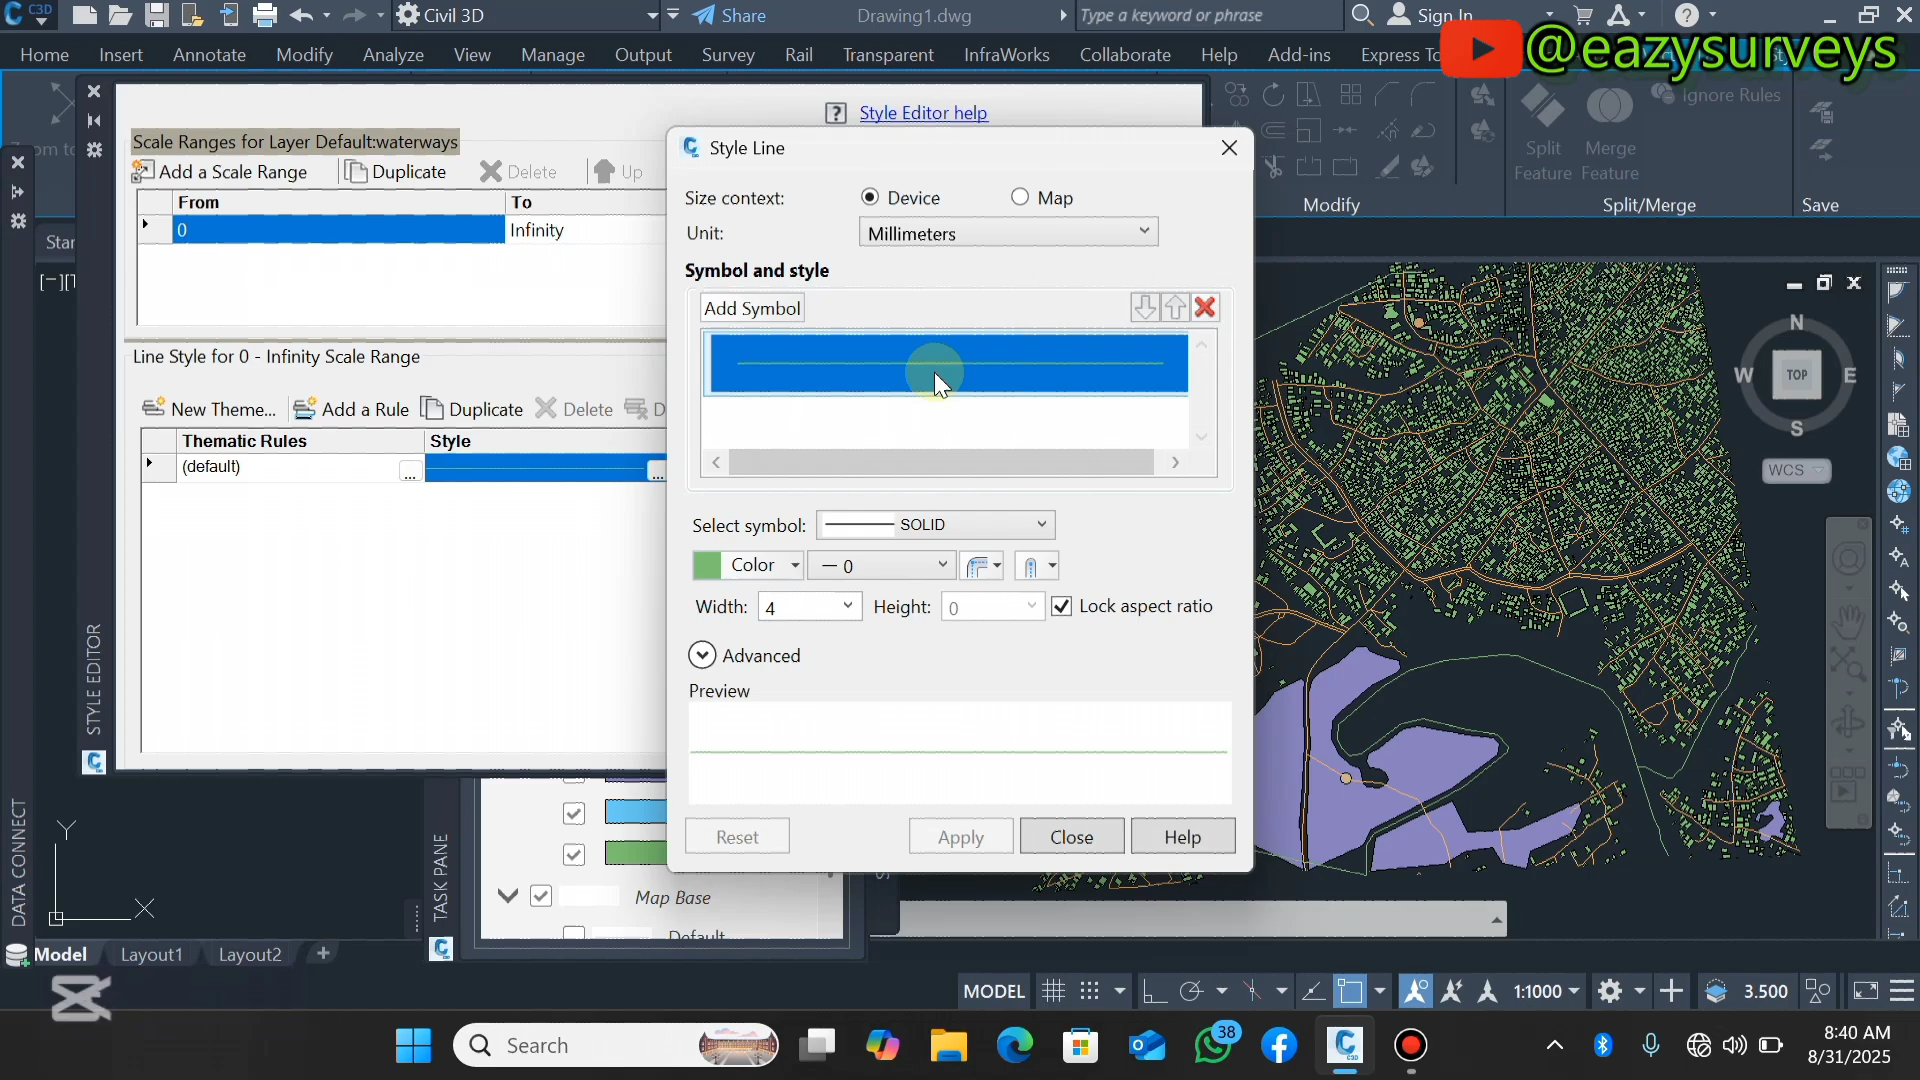 C3D
Civil 3D
Share
Drawing1.dwg
Type a keyword or phrase
Sign In
@eazysurveys
Home
Insert
Annotate
Modify
Analyze
View
Manage
Output
Survey
Rail
Transparent
InfraWorks
Collaborate
Help
Add-ins
Express To
Style Editor help
Scale Ranges for Layer Default:waterways
Add a Scale Range
Duplicate
Delete
Up
From
To
0
Infinity
Line Style for 0 - Infinity Scale Range
New Theme...
Add a Rule
Duplicate
Delete
D
Thematic Rules
Style
(default)
...
...
STYLE EDITOR
DATA CONNECT
TASK PANE
Style Line
Size context:
Device
Map
Unit:
Millimeters
Symbol and style
Add Symbol
Select symbol:
SOLID
Color
0
Width:
4
Height:
0
Lock aspect ratio
Advanced
Preview
Reset
Apply
Close
Help
Map Base
Default
Ignore Rules
Split
Feature
Merge
Feature
Modify
Split/Merge
Save
Star
[-][T
N
W
TOP
E
S
WCS
Y
X
Model
Layout1
Layout2
+
MODEL
1:1000
3.500
Search
38
8:40 AM
8/31/2025